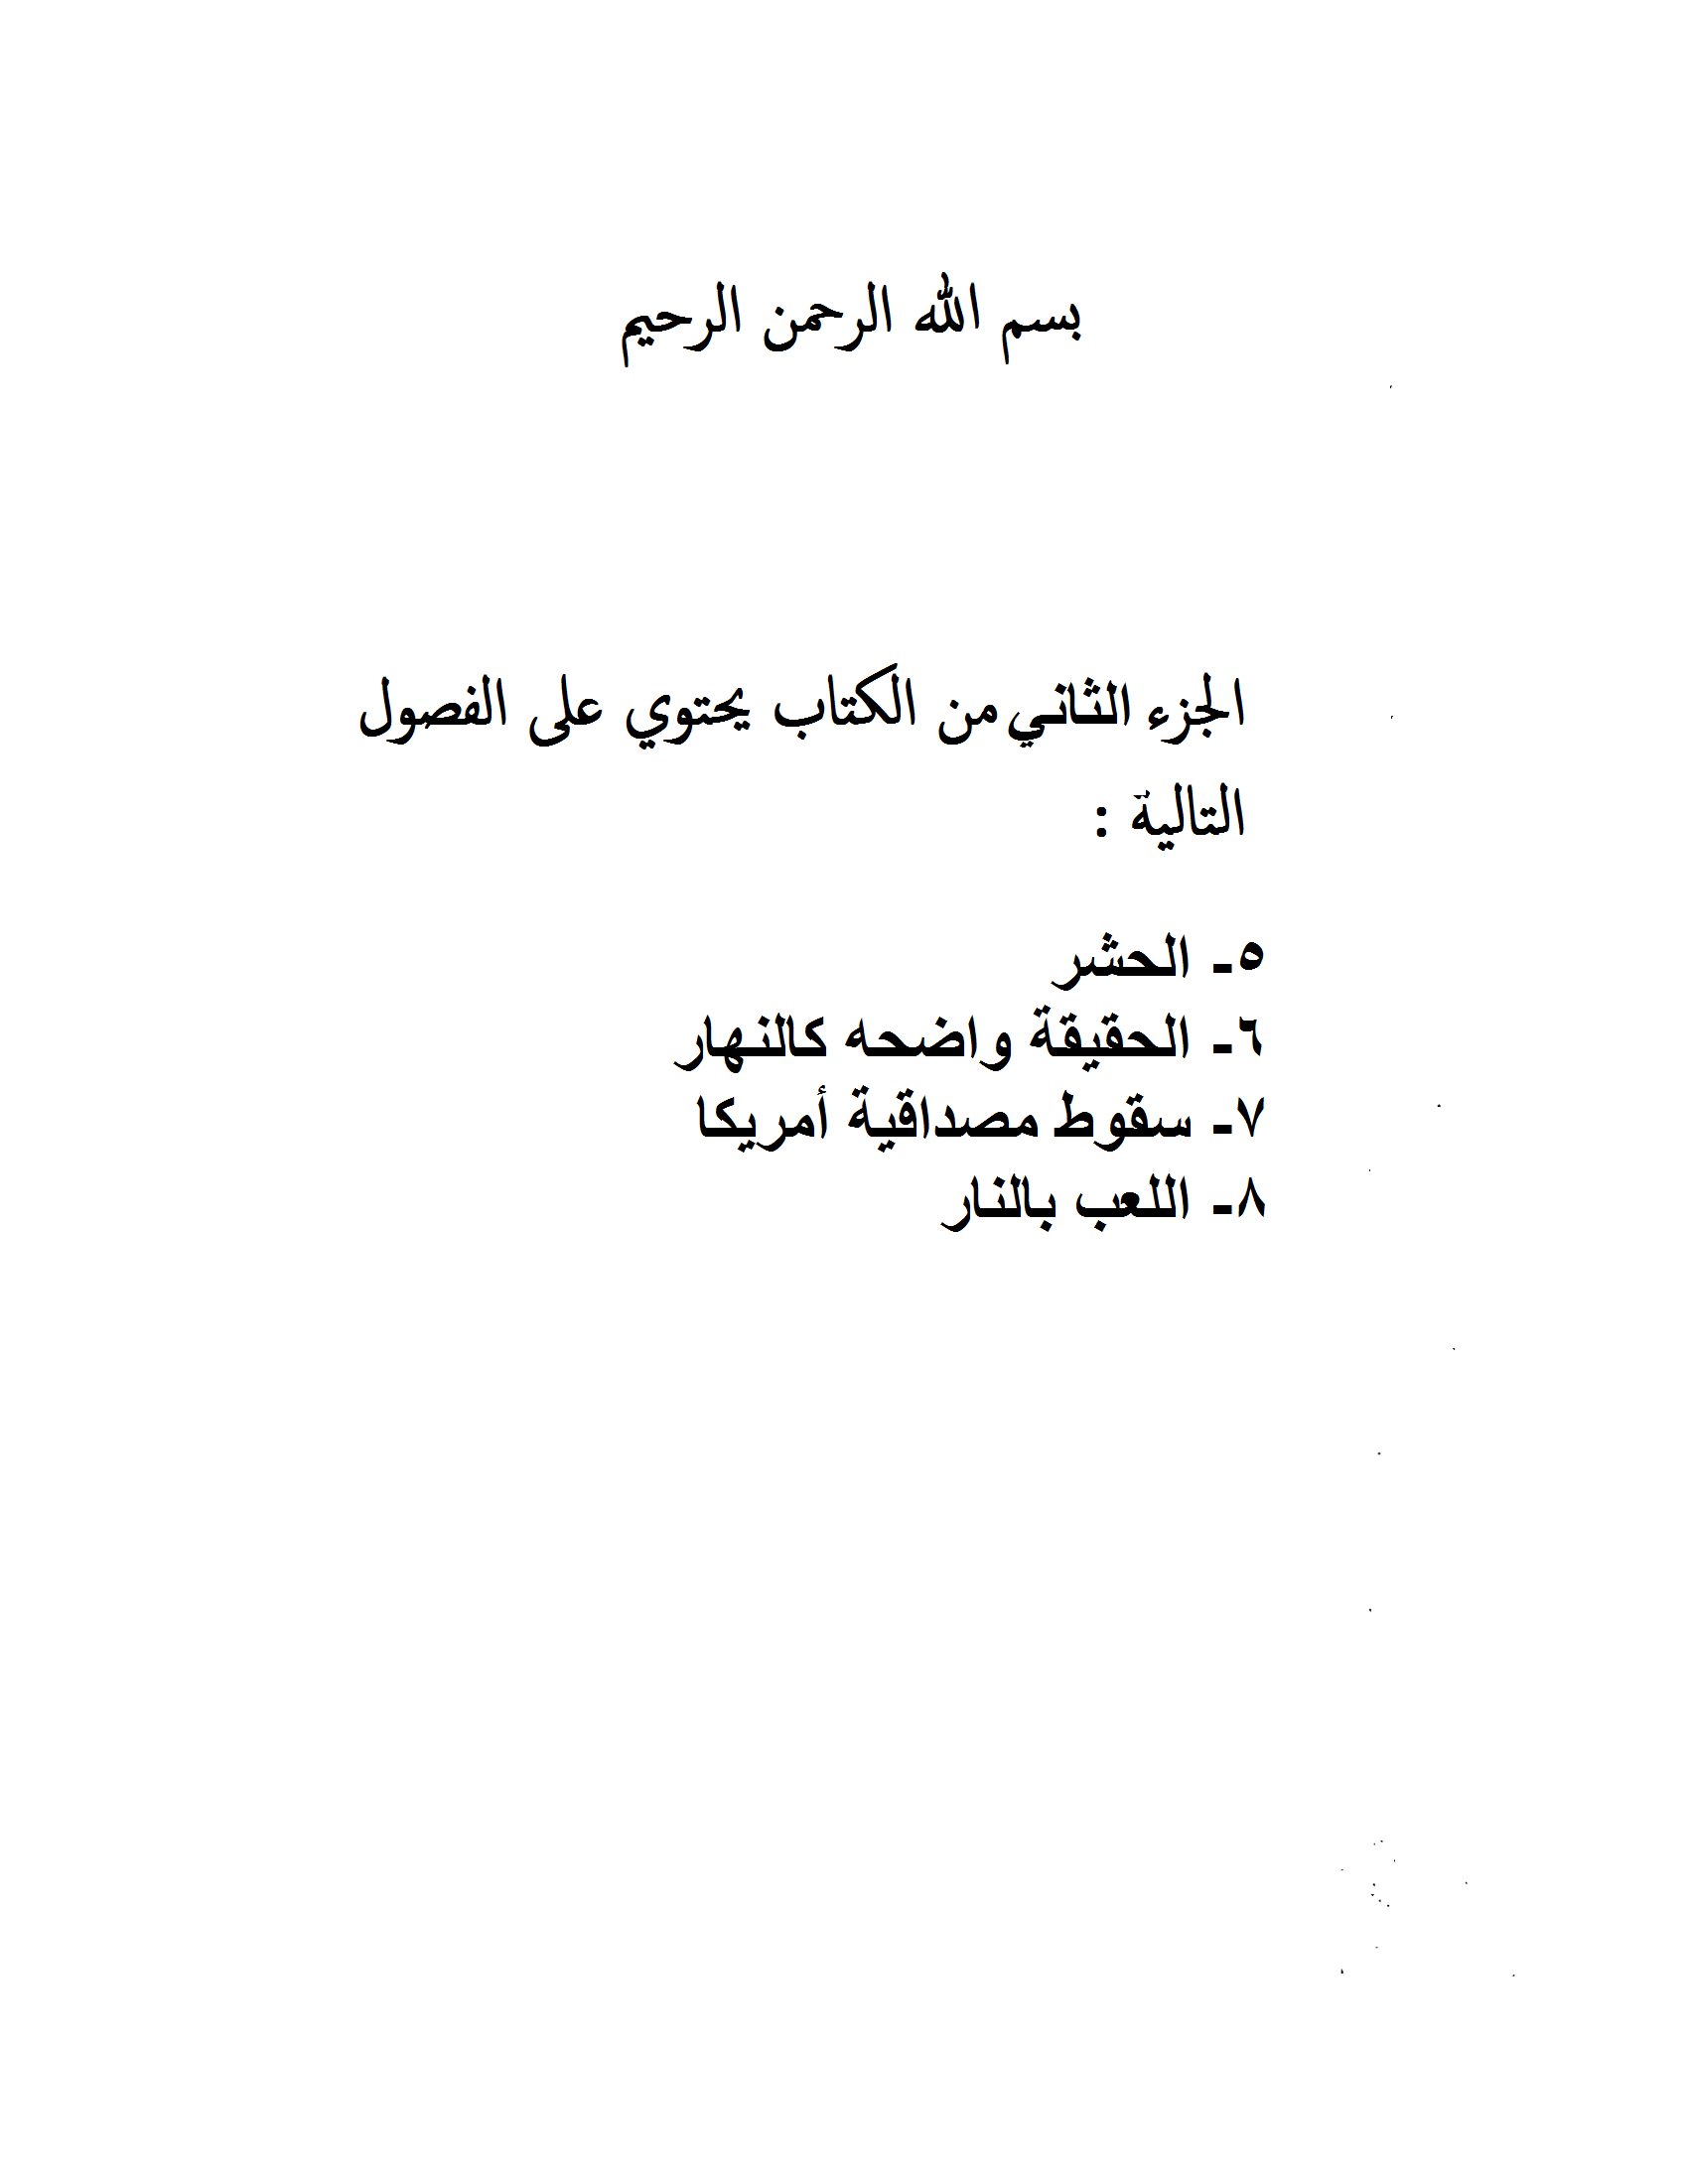 بسم الله الرحمن الرحيم
الجزء الثاني من الكتاب يحتوي على الفصول
التالية :
٥- الحشر
٦- الحقيقة واضحه كالنهار
٧- سقوط مصداقية أمريكا
٨- اللعب بالنار